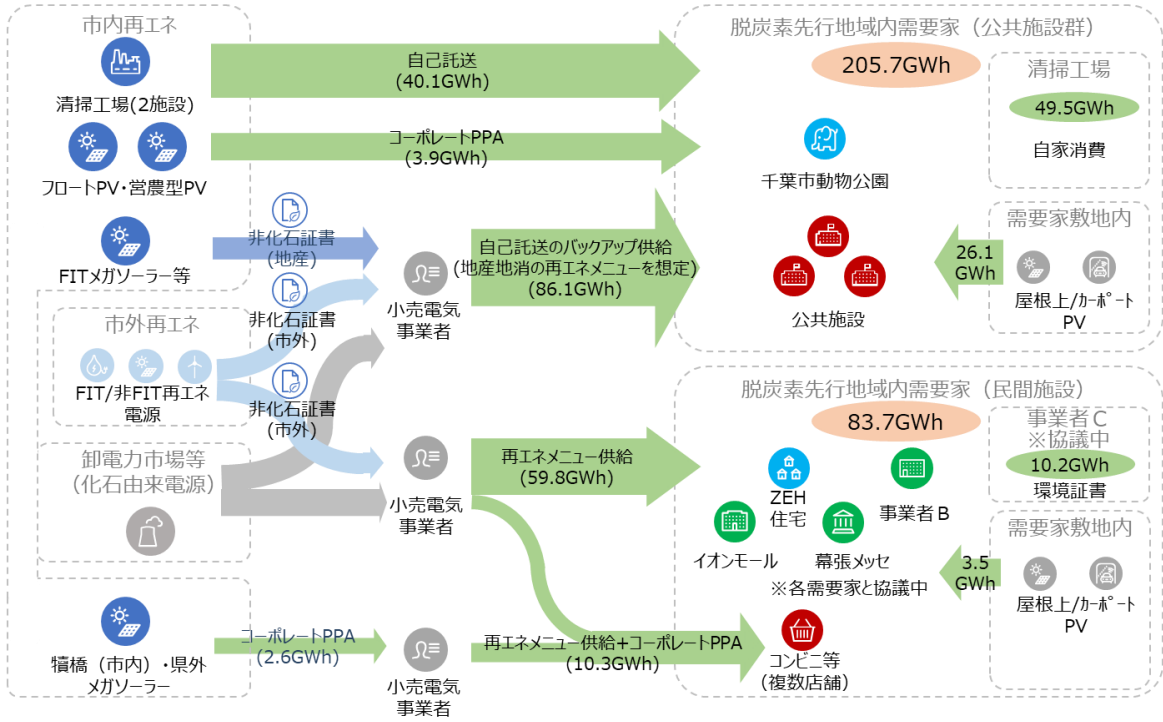 市内再エネ
清掃工場(2施設)
フロートPV・営農型PV
FITメガソーラー等
市外再エネ
FIT/非FIT再エネ
電源
卸電力市場等
(化石由来電源)
犢橋（市内）・県外
メガソーラー
自己託送
(40.1GWh)
コーポレートPPA
(3.9GWh)
非化石証書
(地産)
非化石証書
(市外)
非化石証書
(市外)
小売電気
事業者
自己託送のバックアップ供給
(地産地消の再エネメニューを想定)
(86.1GWh)
小売電気
事業者
再エネメニュー供給
(59.8GWh)
コーポレートPPA
(2.6GWh)
小売電気
事業者
再エネメニュー供給+コーポレートPPA
(10.3GWh)
脱炭素先行地域内需要家（公共施設群）
205.7GWh
千葉市動物公園
公共施設
清掃工場
49.5GWh
自家消費
需要家敷地内
26.1
GWh
屋根上/カーポート
PV
脱炭素先行地域内需要家（民間施設）
83.7GWh
ZEH
住宅
事業者B
イオンモール
幕張メッセ
※各需要家と協議中
コンビニ等
(複数店舗)
事業者C
※協議中
10.2GWh
環境証書
需要家敷地内
3.5
GWh
屋根上/カーポート
PV